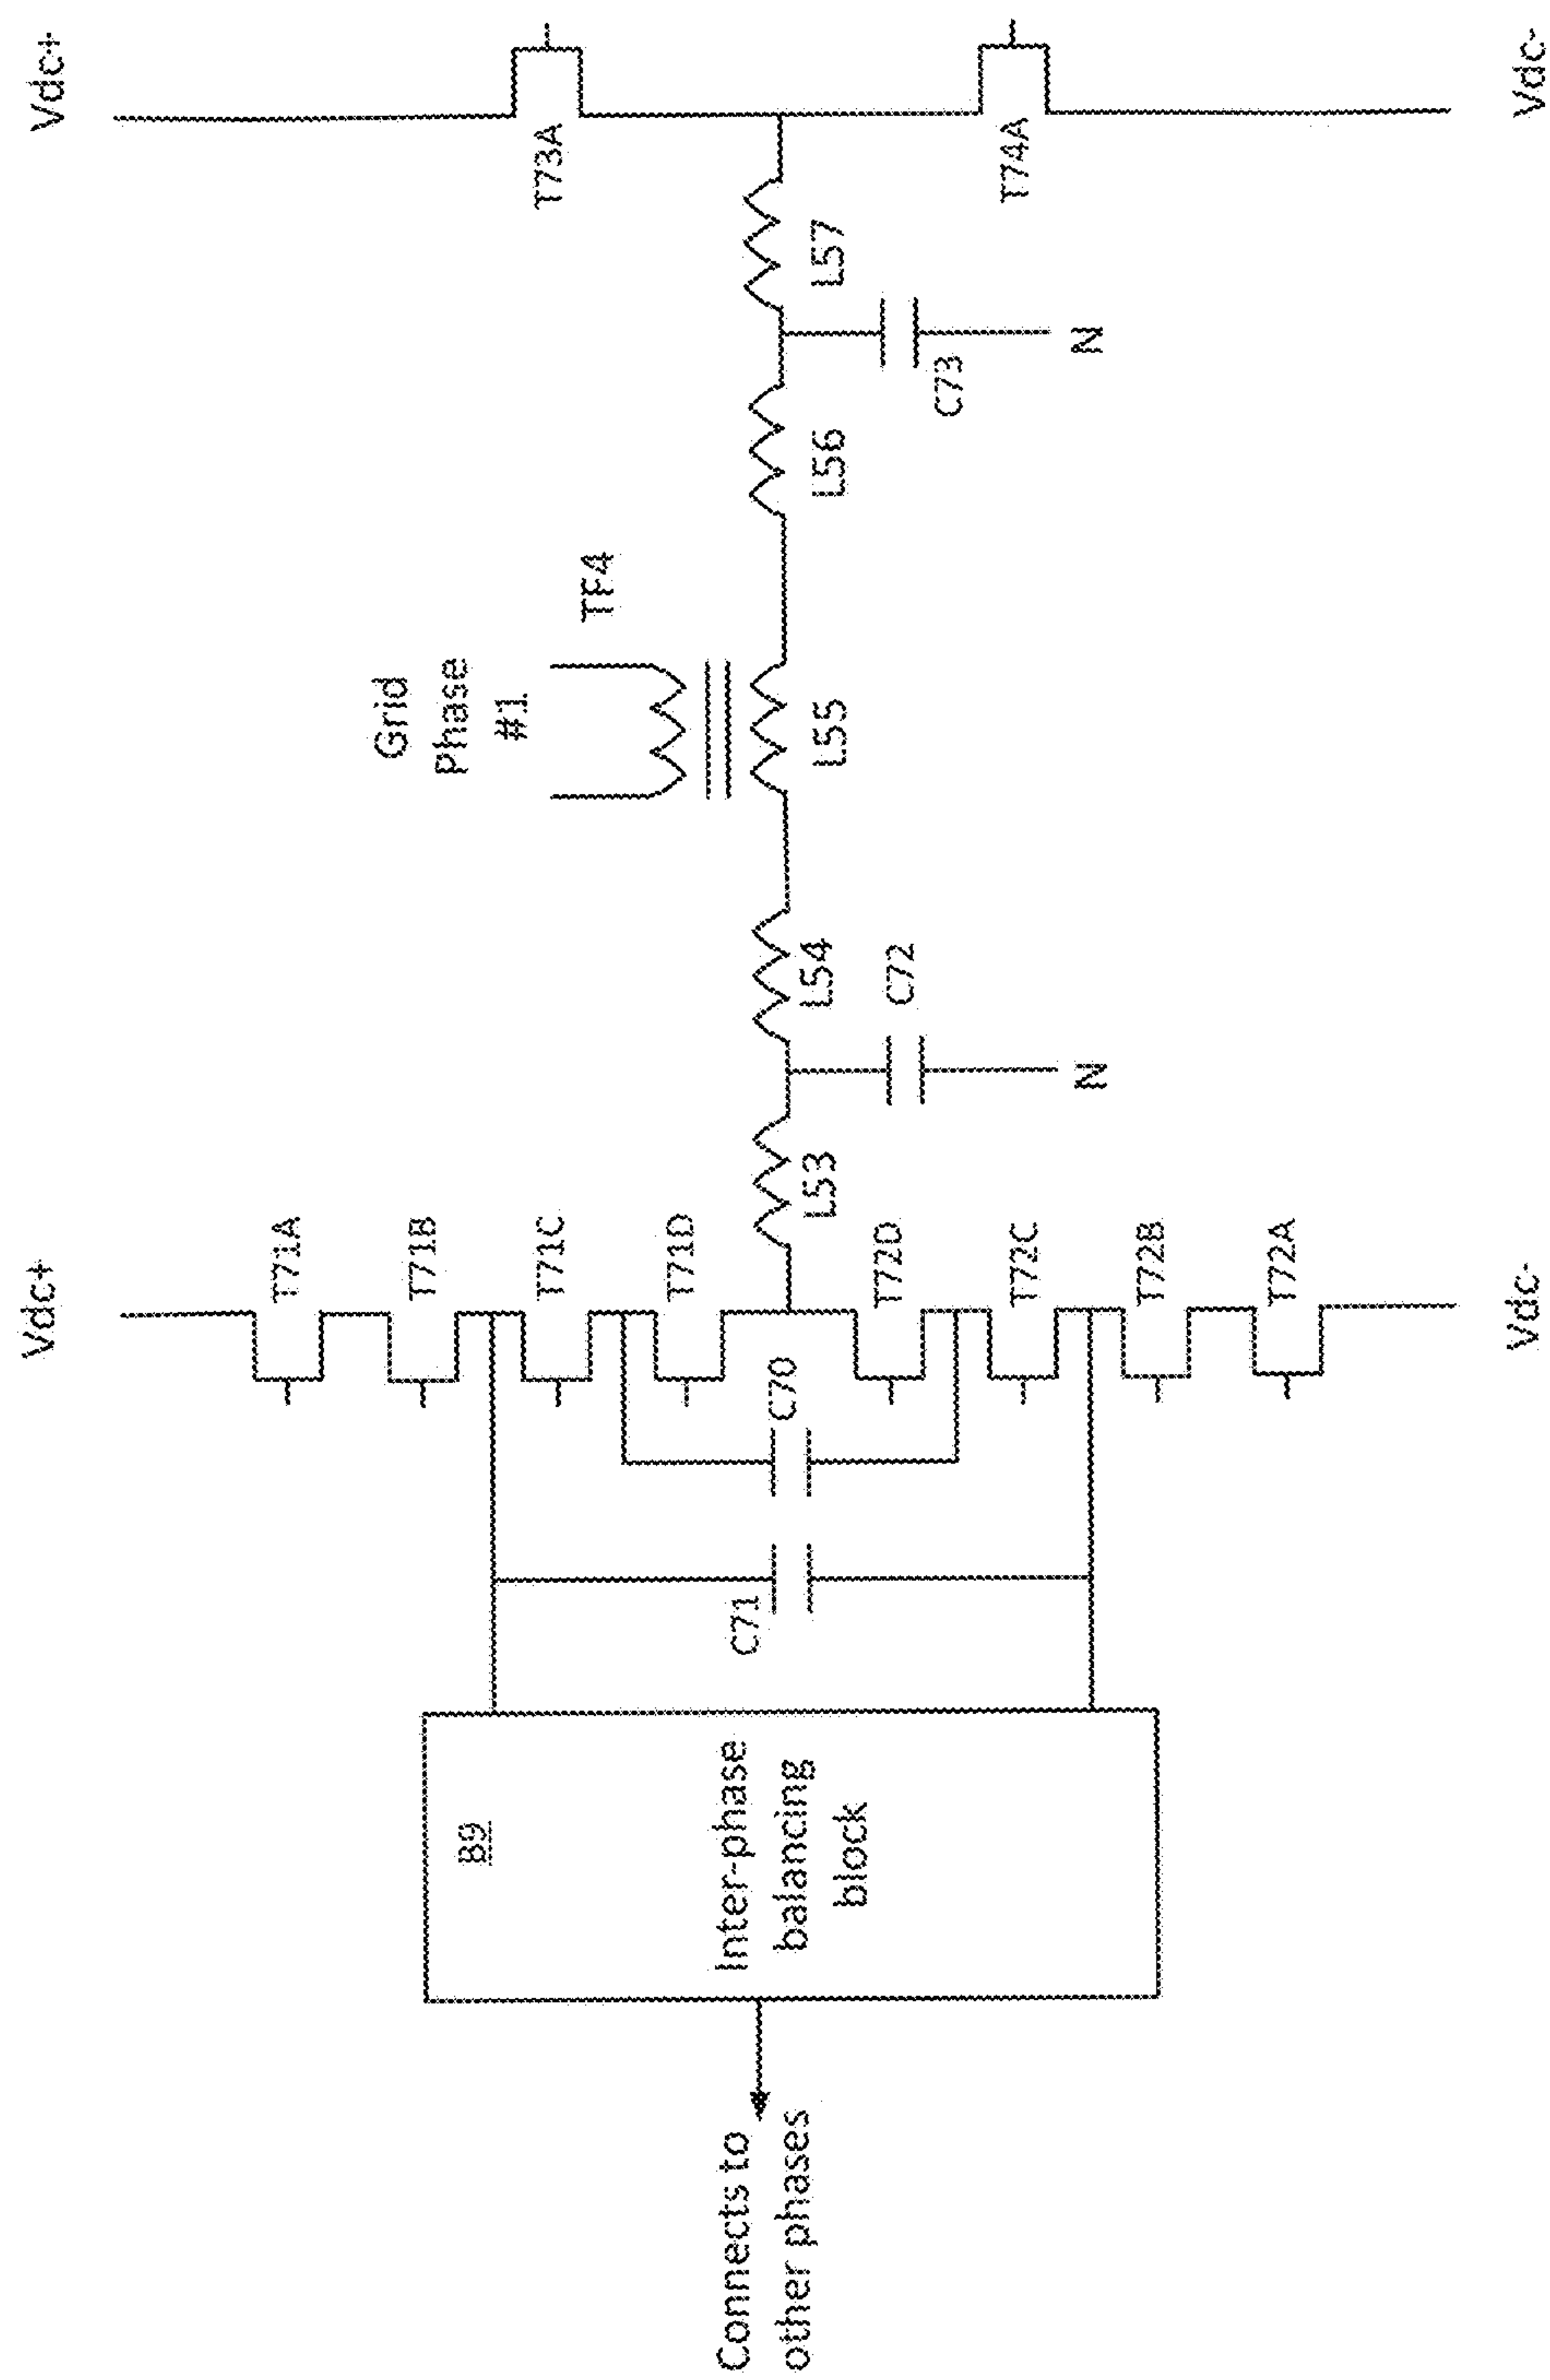 Vdc+
Vdc+
T71A
T71B
T71C
T71D
T72D
T72C
T72B
T72A
Vdc-
C70
C71
B9
Inter-phase
balancing
block
Connects to
other phases
L53
C72
N
L54
Grid
Phase
#1
TF4
L55
L56
C73
N
L57
T73A
T74A
Vdc-